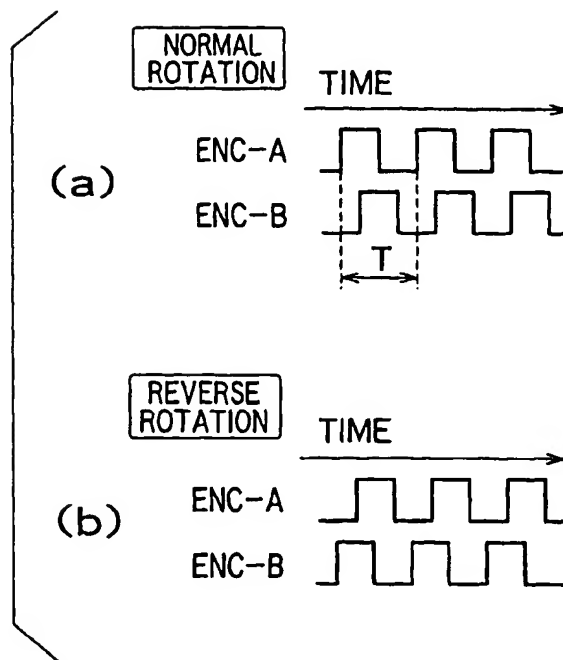 NORMAL
ROTATION
TIME
ENC-A
(a)
ENC-B
T
REVERSE
ROTATION
TIME
ENC-A
(b)
ENC-B